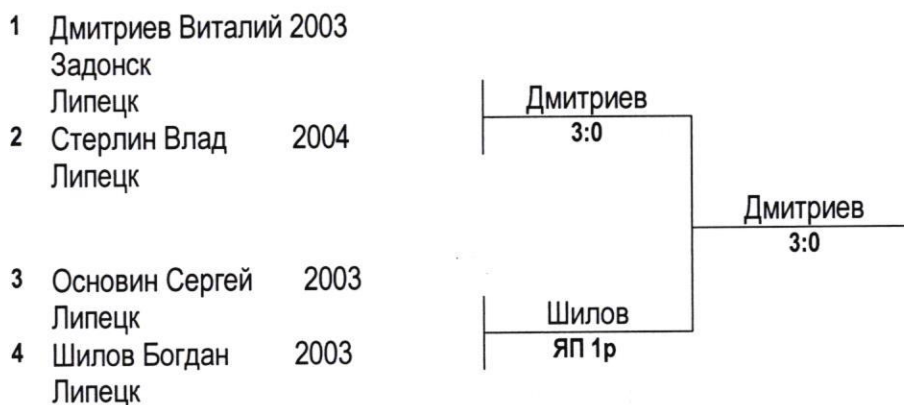 1 Дмитриев Виталий 2003
Задонск
Липецк
2 Стерлин Влад 2004
Липецк
Дмитриев
3:0
Дмитриев
3:0
3 Основин Сергей 2003
Липецк
4 Шилов Богдан 2003
Липецк
Шилов
ЯП 1р